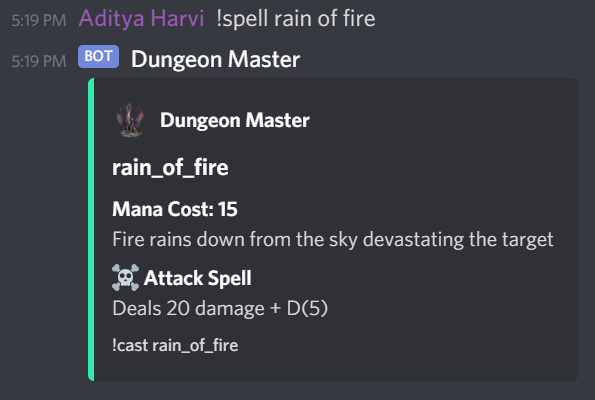 5:19 PM Aditya Harvi !spell rain of fire
5:19 PM BOT Dungeon Master
Dungeon Master
rain_of_fire
Mana Cost: 15
Fire rains down from the sky devastating the target
☠️ Attack Spell
Deals 20 damage + D(5)
!cast rain_of_fire